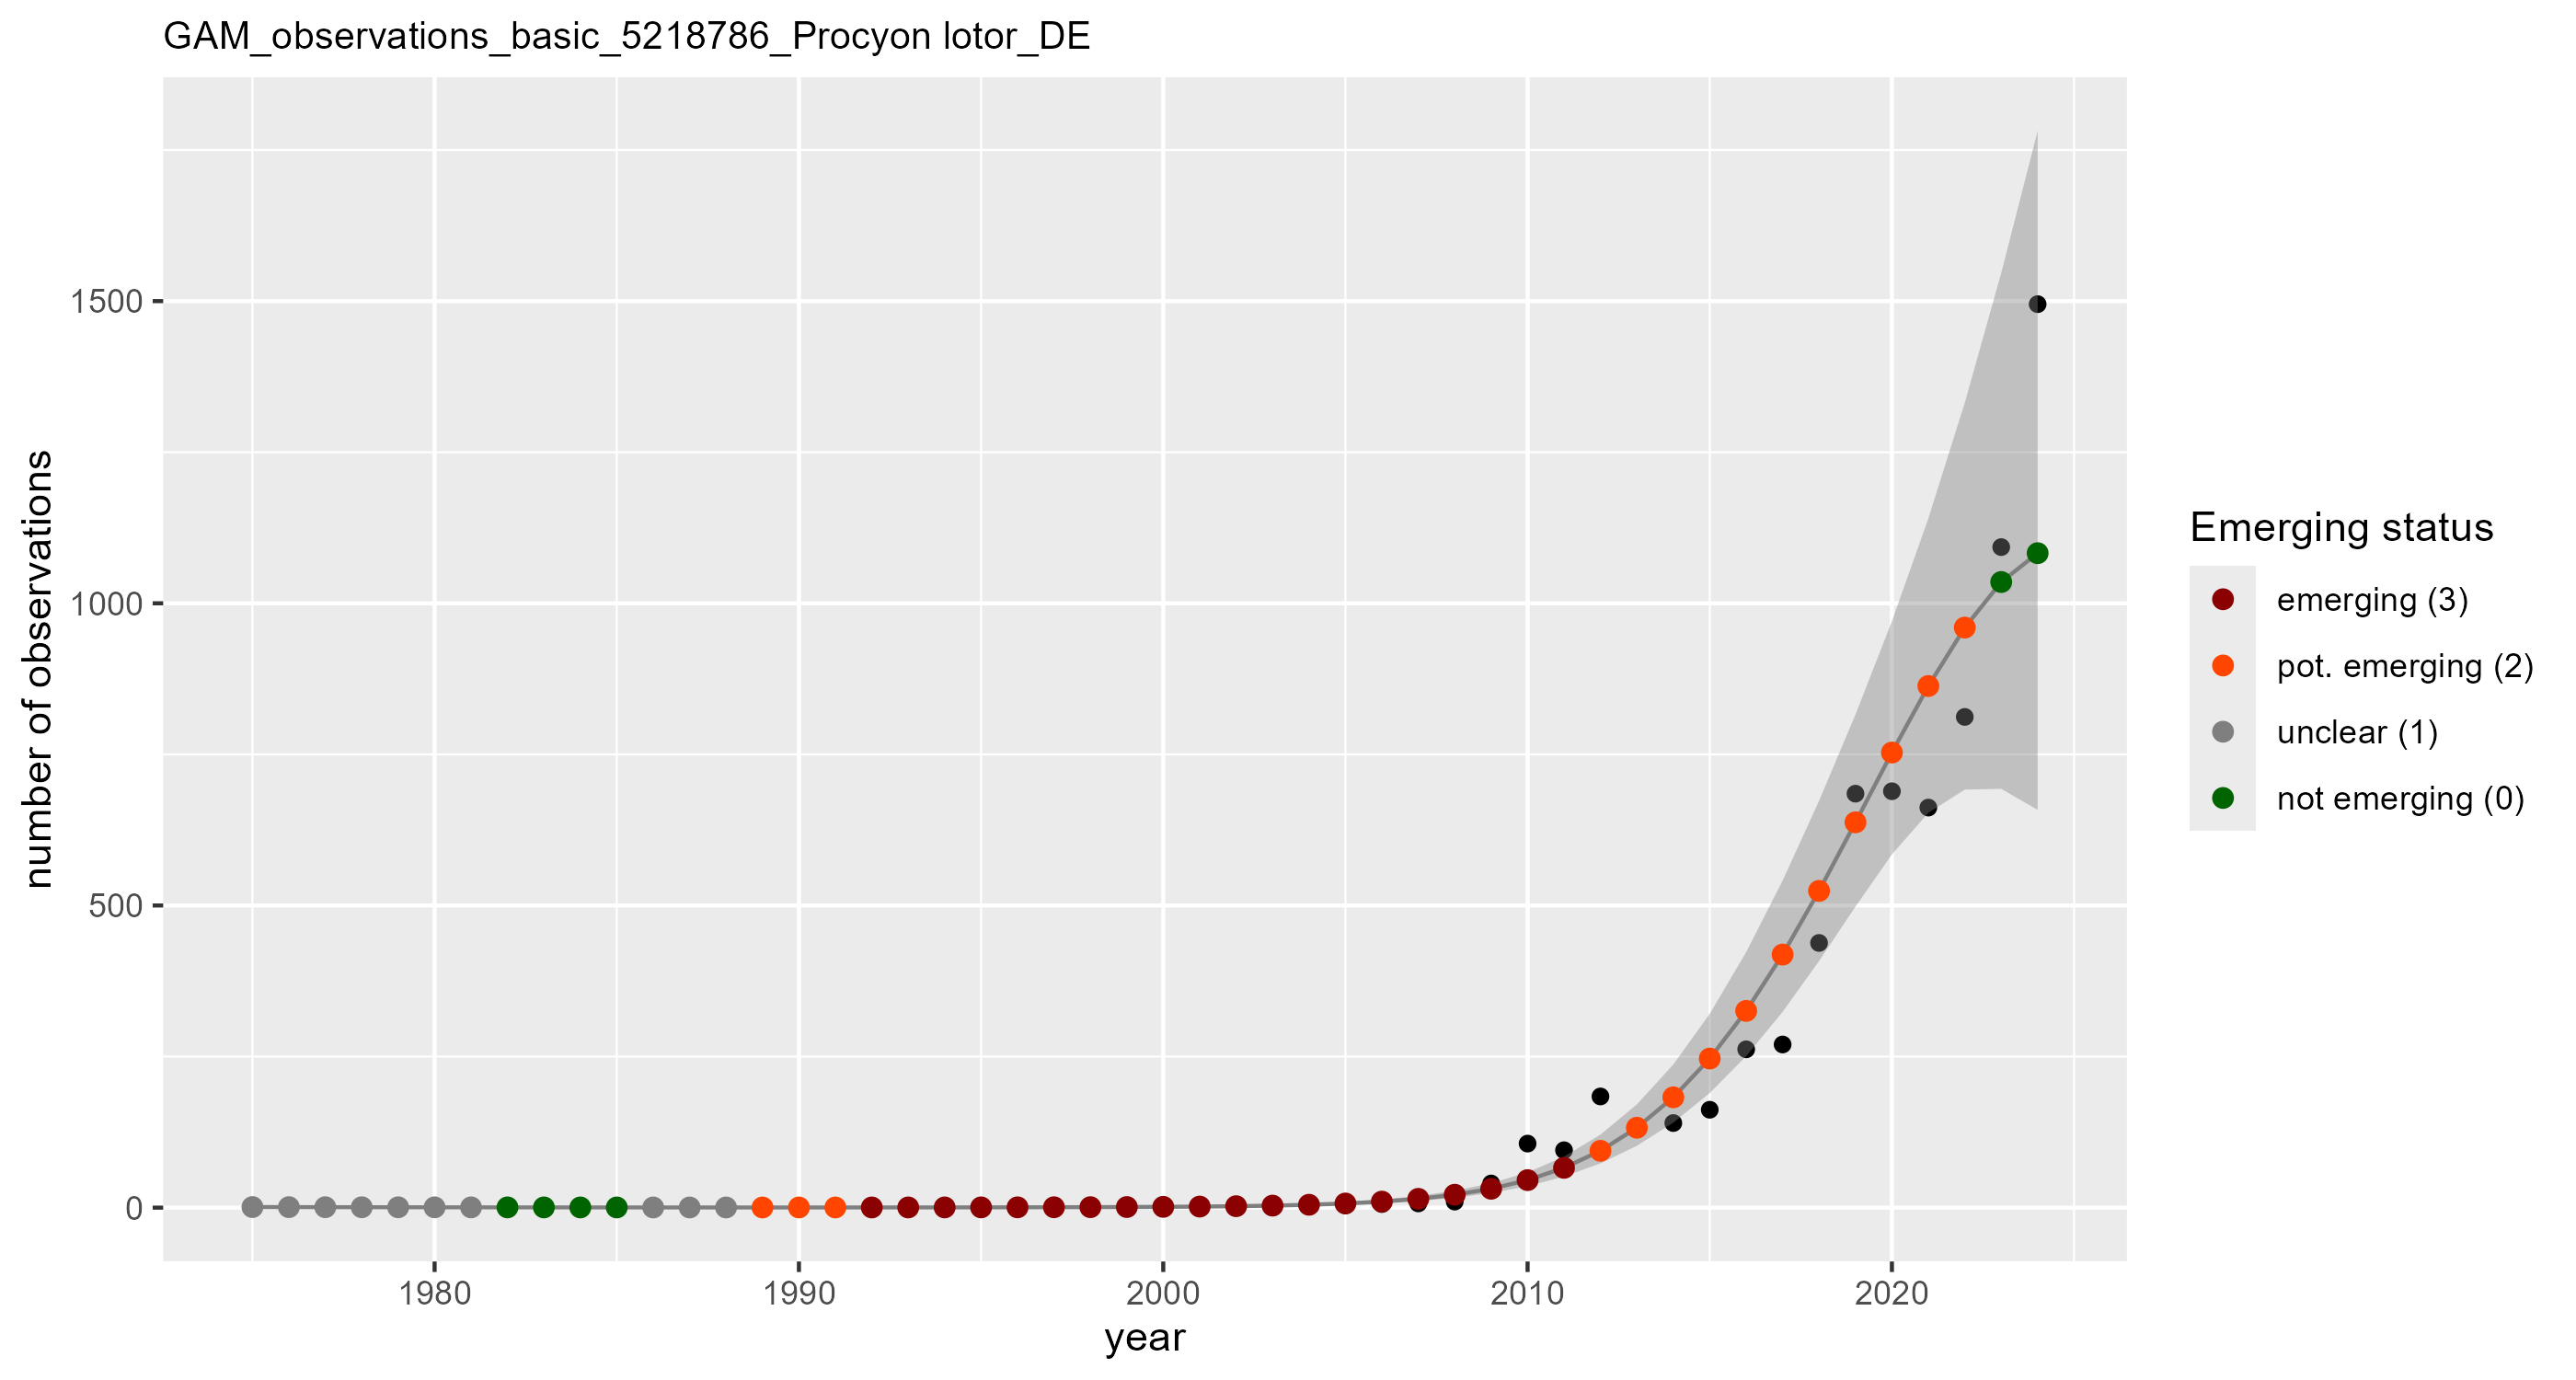 GAM_observations_basic_5218786_Procyon lotor_DE
number of observations
1500
1000
500
0
1980 1990 2000 2010 2020
year
Emerging status
emerging (3)
pot. emerging (2)
unclear (1)
not emerging (0)